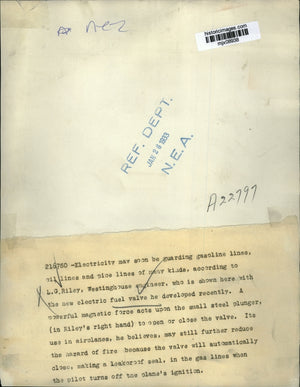 historicimages.com
REF. DEPT.
JAN 26 1933
N.E.A.
A22797
218750 -Electricity may soon be guarding gasoline lines,
oil lines and pipe lines of many kinds, according to
L.G.Riley, Westinghouse engineer, who is shown here with
the new electric fuel valve he developed recently. A
powerful magnetic force acts upon the small steel plunger,
(in Riley's right hand) to open or close the valve. Its
use in airplanes, he believes, may still further reduce
the hazard of fire because the valve will automatically
close, making a leakproof seal, in the gas lines when
the pilot turns off the plane's ignition.